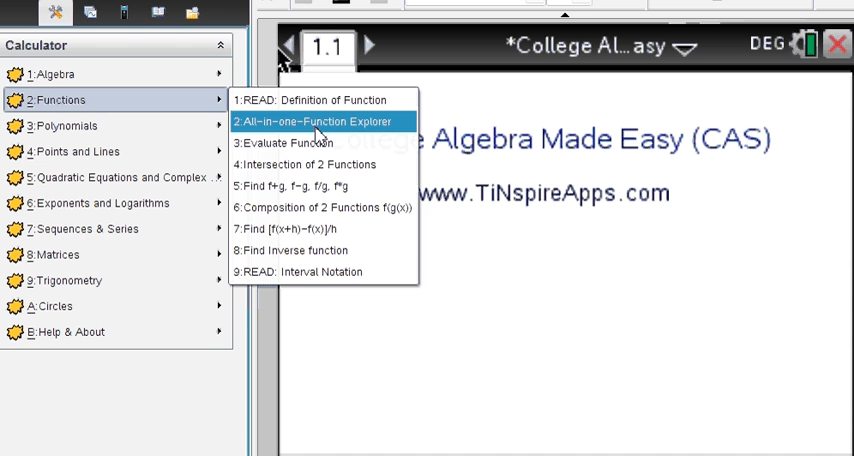 Calculator
1:Algebra
2:Functions
3:Polynomials
4:Points and Lines
5:Quadratic Equations and Complex ...
6:Exponents and Logarithms
7:Sequences & Series
8:Matrices
9:Trigonometry
A:Circles
B:Help & About
1:READ: Definition of Function
2:All-in-one-Function Explorer
3:Evaluate Function
4:Intersection of 2 Functions
5:Find f+g, f-g, f/g, f*g
6:Composition of 2 Functions f(g(x))
7:Find [f(x+h)-f(x)]/h
8:Find Inverse function
9:READ: Interval Notation
1.1
*College Al...asy
DEG
Algebra Made Easy (CAS)
www.TiNspireApps.com